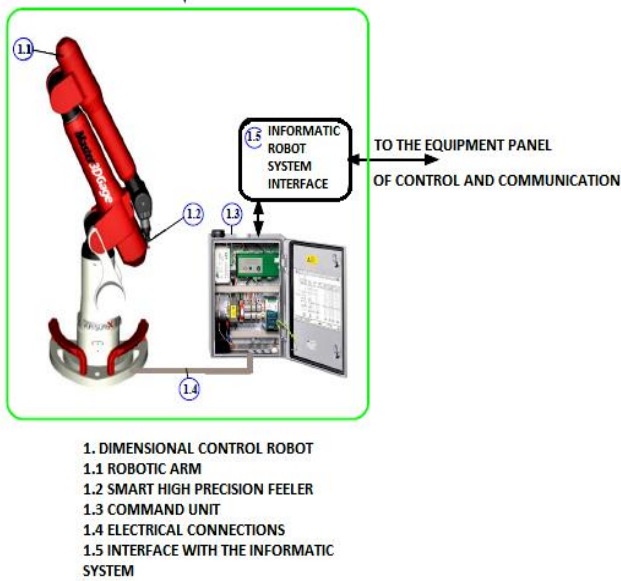 1.1
Master3DGage
1.2
1.3
1.4
1.5 INFORMATIC
ROBOT
SYSTEM
INTERFACE
TO THE EQUIPMENT PANEL
OF CONTROL AND COMMUNICATION
1. DIMENSIONAL CONTROL ROBOT
1.1 ROBOTIC ARM
1.2 SMART HIGH PRECISION FEELER
1.3 COMMAND UNIT
1.4 ELECTRICAL CONNECTIONS
1.5 INTERFACE WITH THE INFORMATIC
SYSTEM